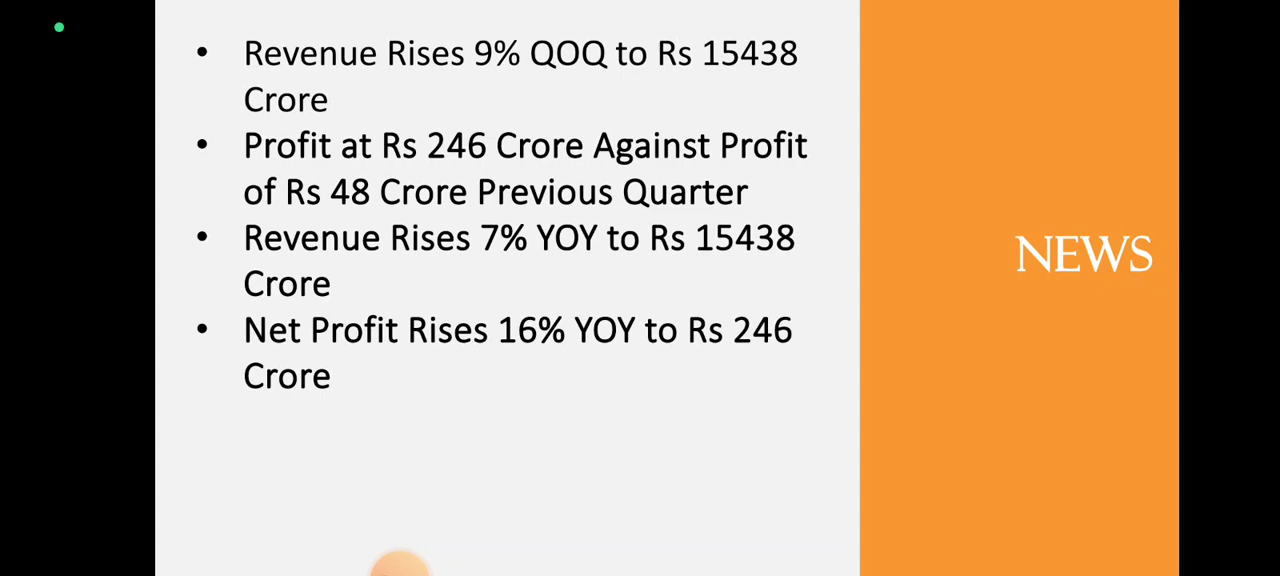 • Revenue Rises 9% QOQ to Rs 15438
Crore
• Profit at Rs 246 Crore Against Profit
of Rs 48 Crore Previous Quarter
• Revenue Rises 7% YOY to Rs 15438
Crore
• Net Profit Rises 16% YOY to Rs 246
Crore
NEWS